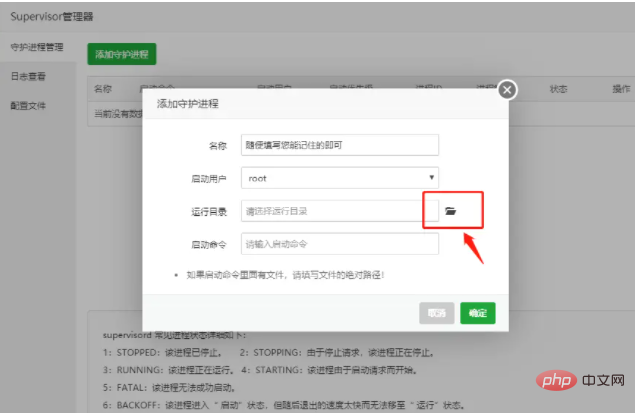 Supervisor管理器
守护进程管理
添加守护进程
日志查看
名称
状态
操作
配置文件
当前没有数
添加守护进程
名称 随便填写您能记住的即可
启动用户 root
运行目录 请选择运行目录
启动命令 请输入启动命令
• 如果启动命令里面有文件，请填写文件的绝对路径！
取消 确定
supervisord 常见进程状态详细如下：
1：STOPPED：该进程已停止。 2：STOPPING：由于停止请求，该进程正在停止。
3：RUNNING：该进程正在运行。 4：STARTING：该进程由于启动请求而开始。
5：FATAL：该进程无法成功启动。
6：BACKOFF：该进程进入 “ 启动” 状态，但随后退出的速度太快而无法移至 “ 运行” 状态。
php 中文网